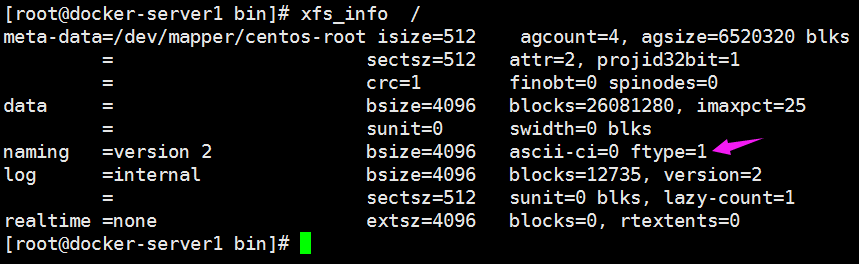 [root@docker-server1 bin]# xfs_info  /
meta-data=/dev/mapper/centos-root isize=512    agcount=4, agsize=6520320 blks
         =                       sectsz=512   attr=2, projid32bit=1
         =                       crc=1        finobt=0 spinodes=0
data     =                       bsize=4096   blocks=26081280, imaxpct=25
         =                       sunit=0      swidth=0 blks
naming   =version 2              bsize=4096   ascii-ci=0 ftype=1
log      =internal               bsize=4096   blocks=12735, version=2
         =                       sectsz=512   sunit=0 blks, lazy-count=1
realtime =none                   extsz=4096   blocks=0, rtextents=0
[root@docker-server1 bin]#